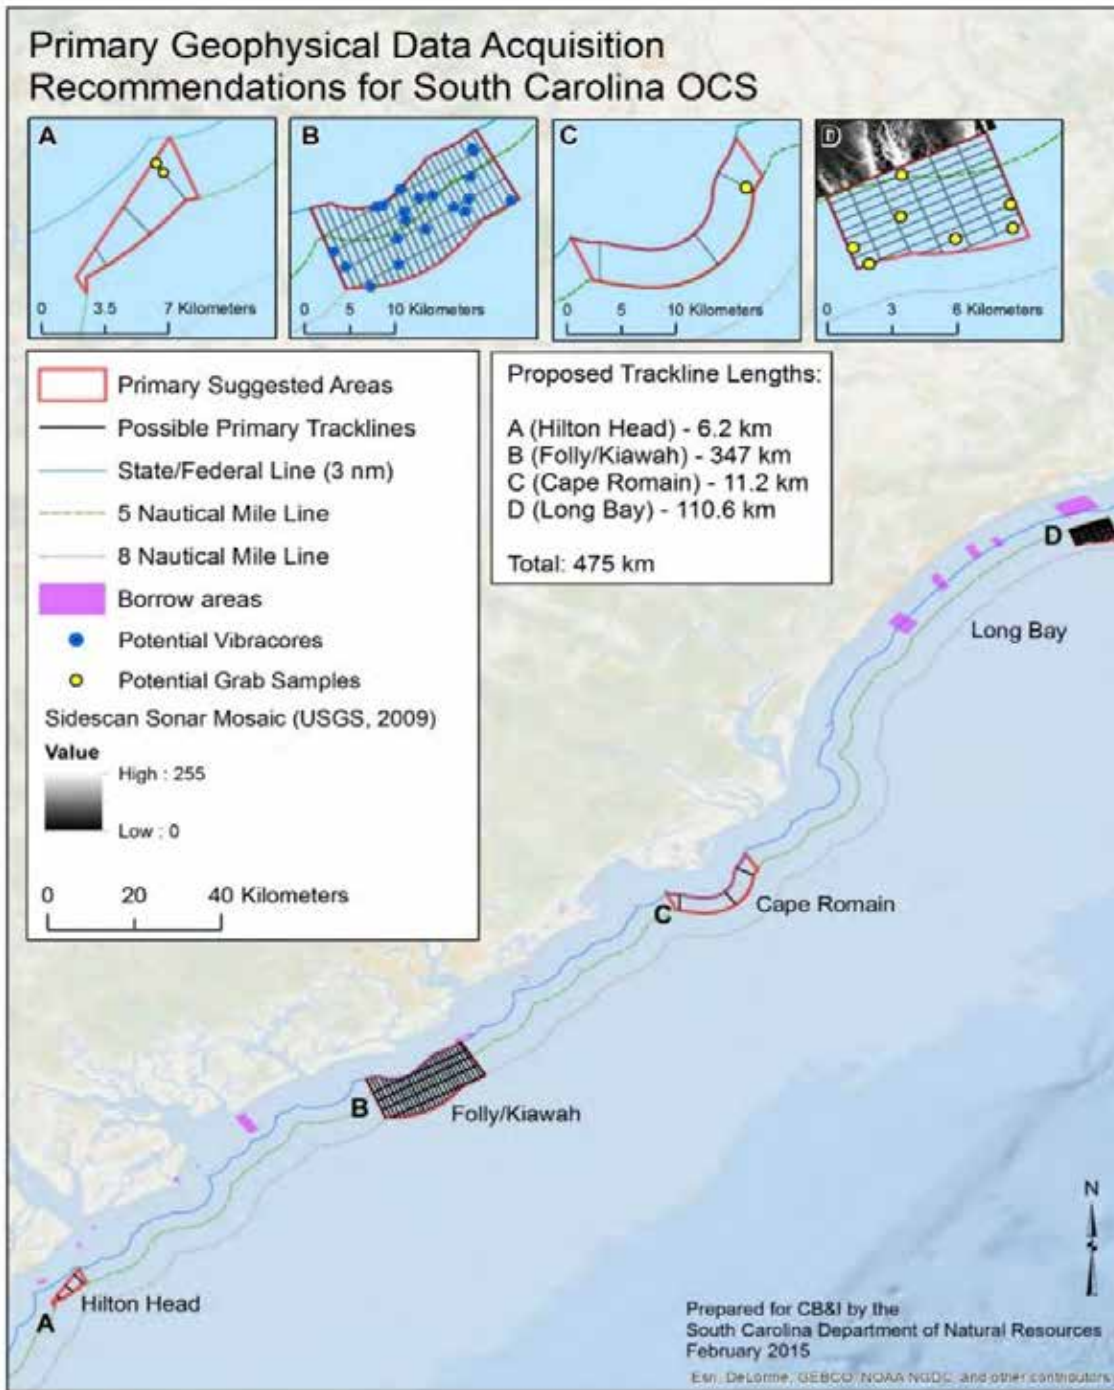 Primary Geophysical Data Acquisition
Recommendations for South Carolina OCS
A
0 3.5 7 Kilometers
B
0 5 10 Kilometers
C
0 5 10 Kilometers
D
0 3 6 Kilometers
Primary Suggested Areas
Possible Primary Tracklines
State/Federal Line (3 nm)
5 Nautical Mile Line
8 Nautical Mile Line
Borrow areas
Potential Vibracores
Potential Grab Samples
Sidescan Sonar Mosaic (USGS, 2009)
Value
High : 255
Low : 0
0 20 40 Kilometers
Proposed Trackline Lengths:
A (Hilton Head) - 6.2 km
B (Folly/Kiawah) - 347 km
C (Cape Romain) - 11.2 km
D (Long Bay) - 110.6 km
Total: 475 km
D
Long Bay
C
Cape Romain
B
Folly/Kiawah
A
Hilton Head
N
Prepared for CB&I by the
South Carolina Department of Natural Resources
February 2015
Esri, DeLorme, GEBCO, NOAA NGDC, and other contributors